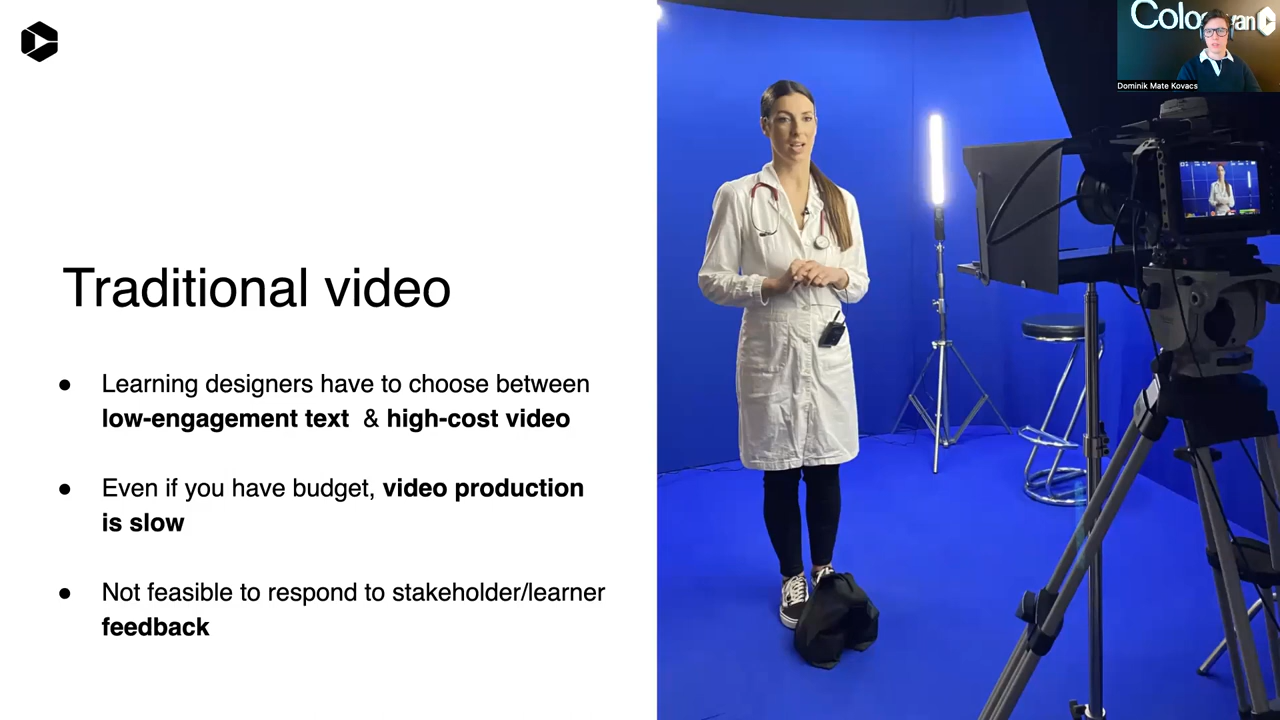 Traditional video
● Learning designers have to choose between
low-engagement text & high-cost video
● Even if you have budget, video production
is slow
● Not feasible to respond to stakeholder/learner
feedback
Dominik Mate Kovacs